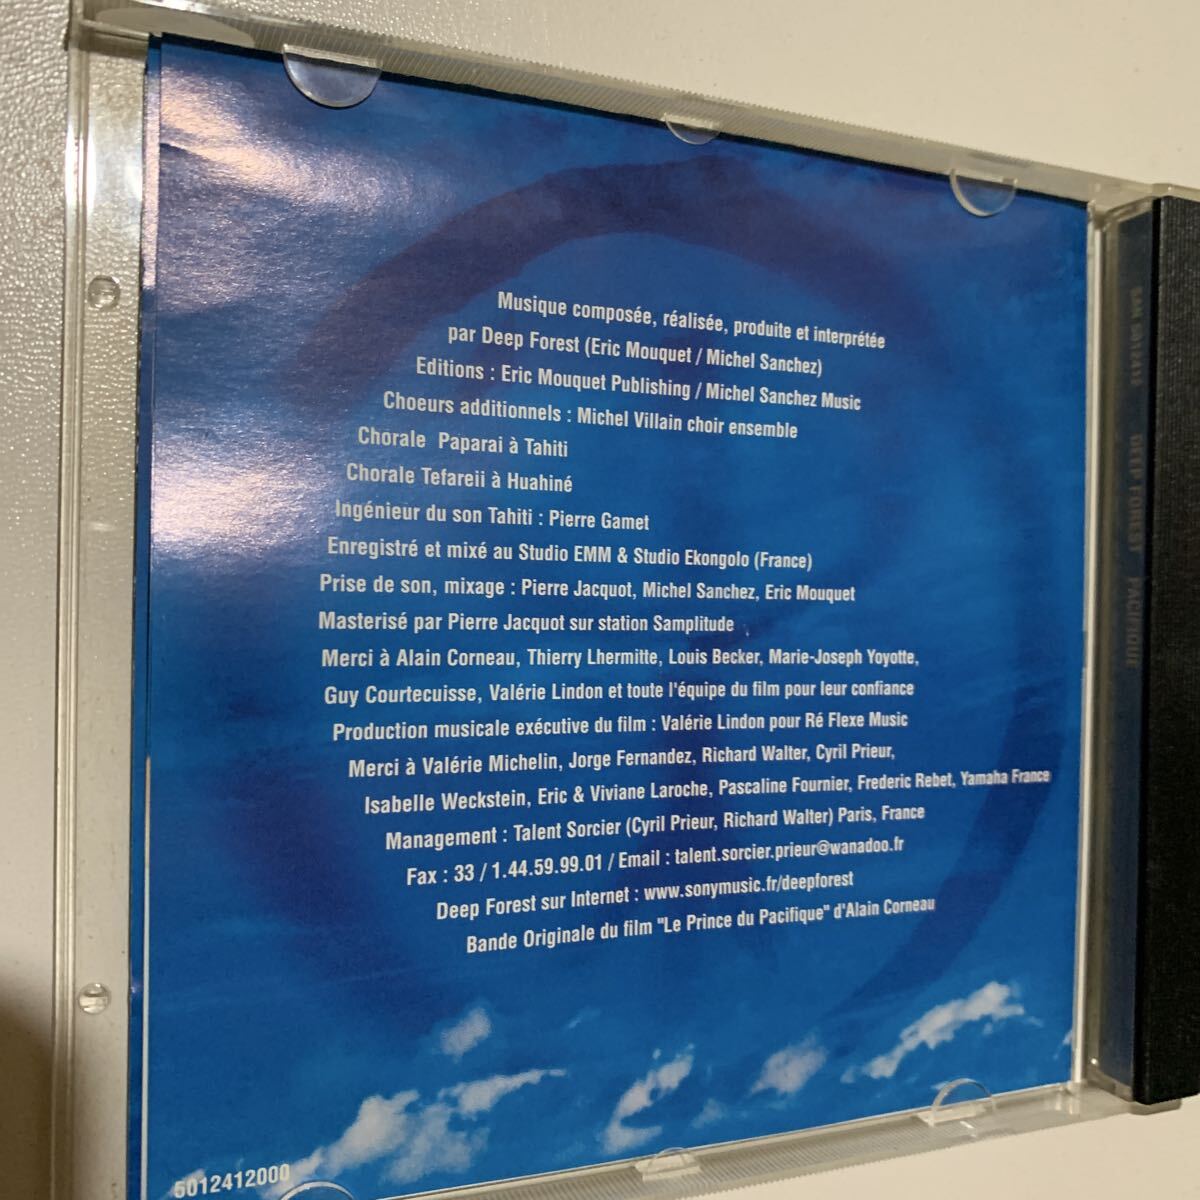 Musique composée, réalisée, produite et interprétée
par Deep Forest (Eric Mouquet / Michel Sanchez)
Editions : Eric Mouquet Publishing / Michel Sanchez Music
Choeurs additionnels : Michel Villain choir ensemble
Chorale Paparai à Tahiti
Chorale Tefareii à Huahiné
Ingénieur du son Tahiti : Pierre Gamet
Enregistré et mixé au Studio EMM & Studio Ekongolo (France)
Prise de son, mixage : Pierre Jacquot, Michel Sanchez, Eric Mouquet
Masterisé par Pierre Jacquot sur station Samplitude
Merci à Alain Corneau, Thierry Lhermitte, Louis Becker, Marie-Joseph Yoyotte,
Guy Courtecuisse, Valérie Lindon et toute l'équipe du film pour leur confiance
Production musicale exécutive du film : Valérie Lindon pour Ré Flexe Music
Merci à Valérie Michelin, Jorge Fernandez, Richard Walter, Cyril Prieur,
Isabelle Weckstein, Eric & Viviane Laroche, Pascaline Fournier, Frederic Rebet, Yamaha France
Management : Talent Sorcier (Cyril Prieur, Richard Walter) Paris, France
Fax : 33 / 1.44.59.99.01 / Email : talent.sorcier.prieur@wanadoo.fr
Deep Forest sur Internet : www.sonymusic.fr/deepforest
Bande Originale du film "Le Prince du Pacifique" d'Alain Corneau
5012412000
SAM 5012412 DEEP FOREST PACIFIQUE